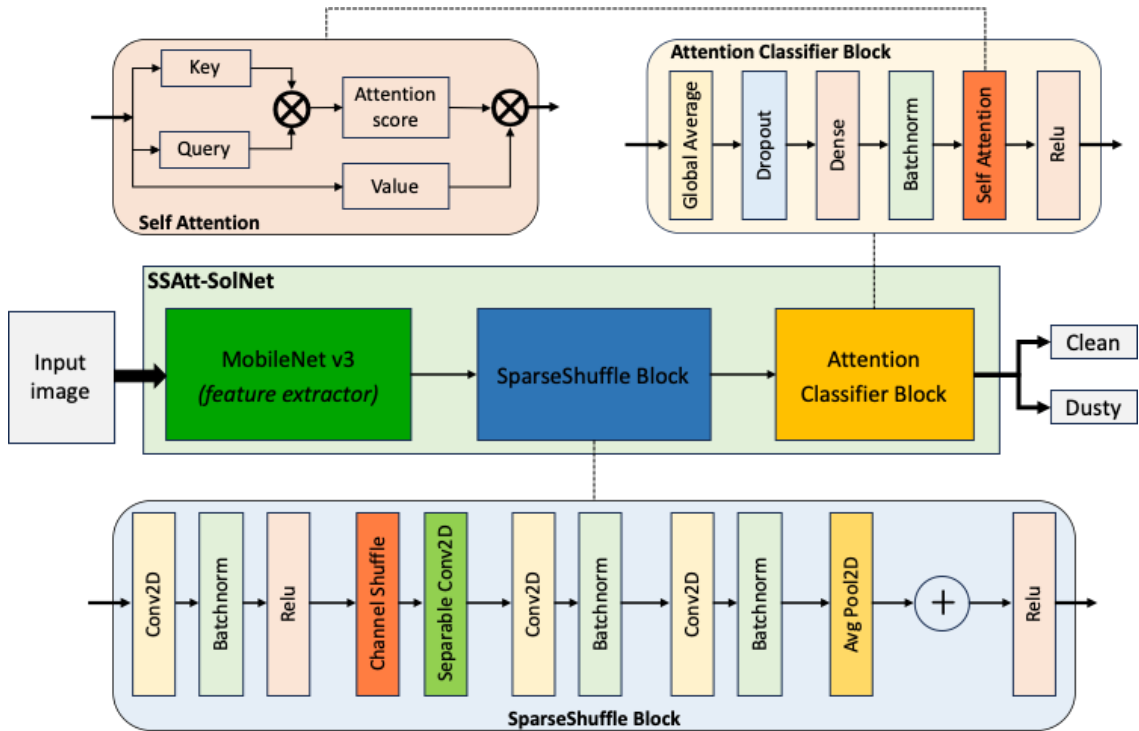 Key
Query
Attention
score
Value
Self Attention
Attention Classifier Block
Global Average
Dropout
Dense
Batchnorm
Self Attention
Relu
SSAtt-SolNet
Input
image
MobileNet v3
(feature extractor)
SparseShuffle Block
Attention
Classifier Block
Clean
Dusty
Conv2D
Batchnorm
Relu
Channel Shuffle
Separable Conv2D
Conv2D
Batchnorm
Conv2D
Batchnorm
Avg Pool2D
+
Relu
SparseShuffle Block